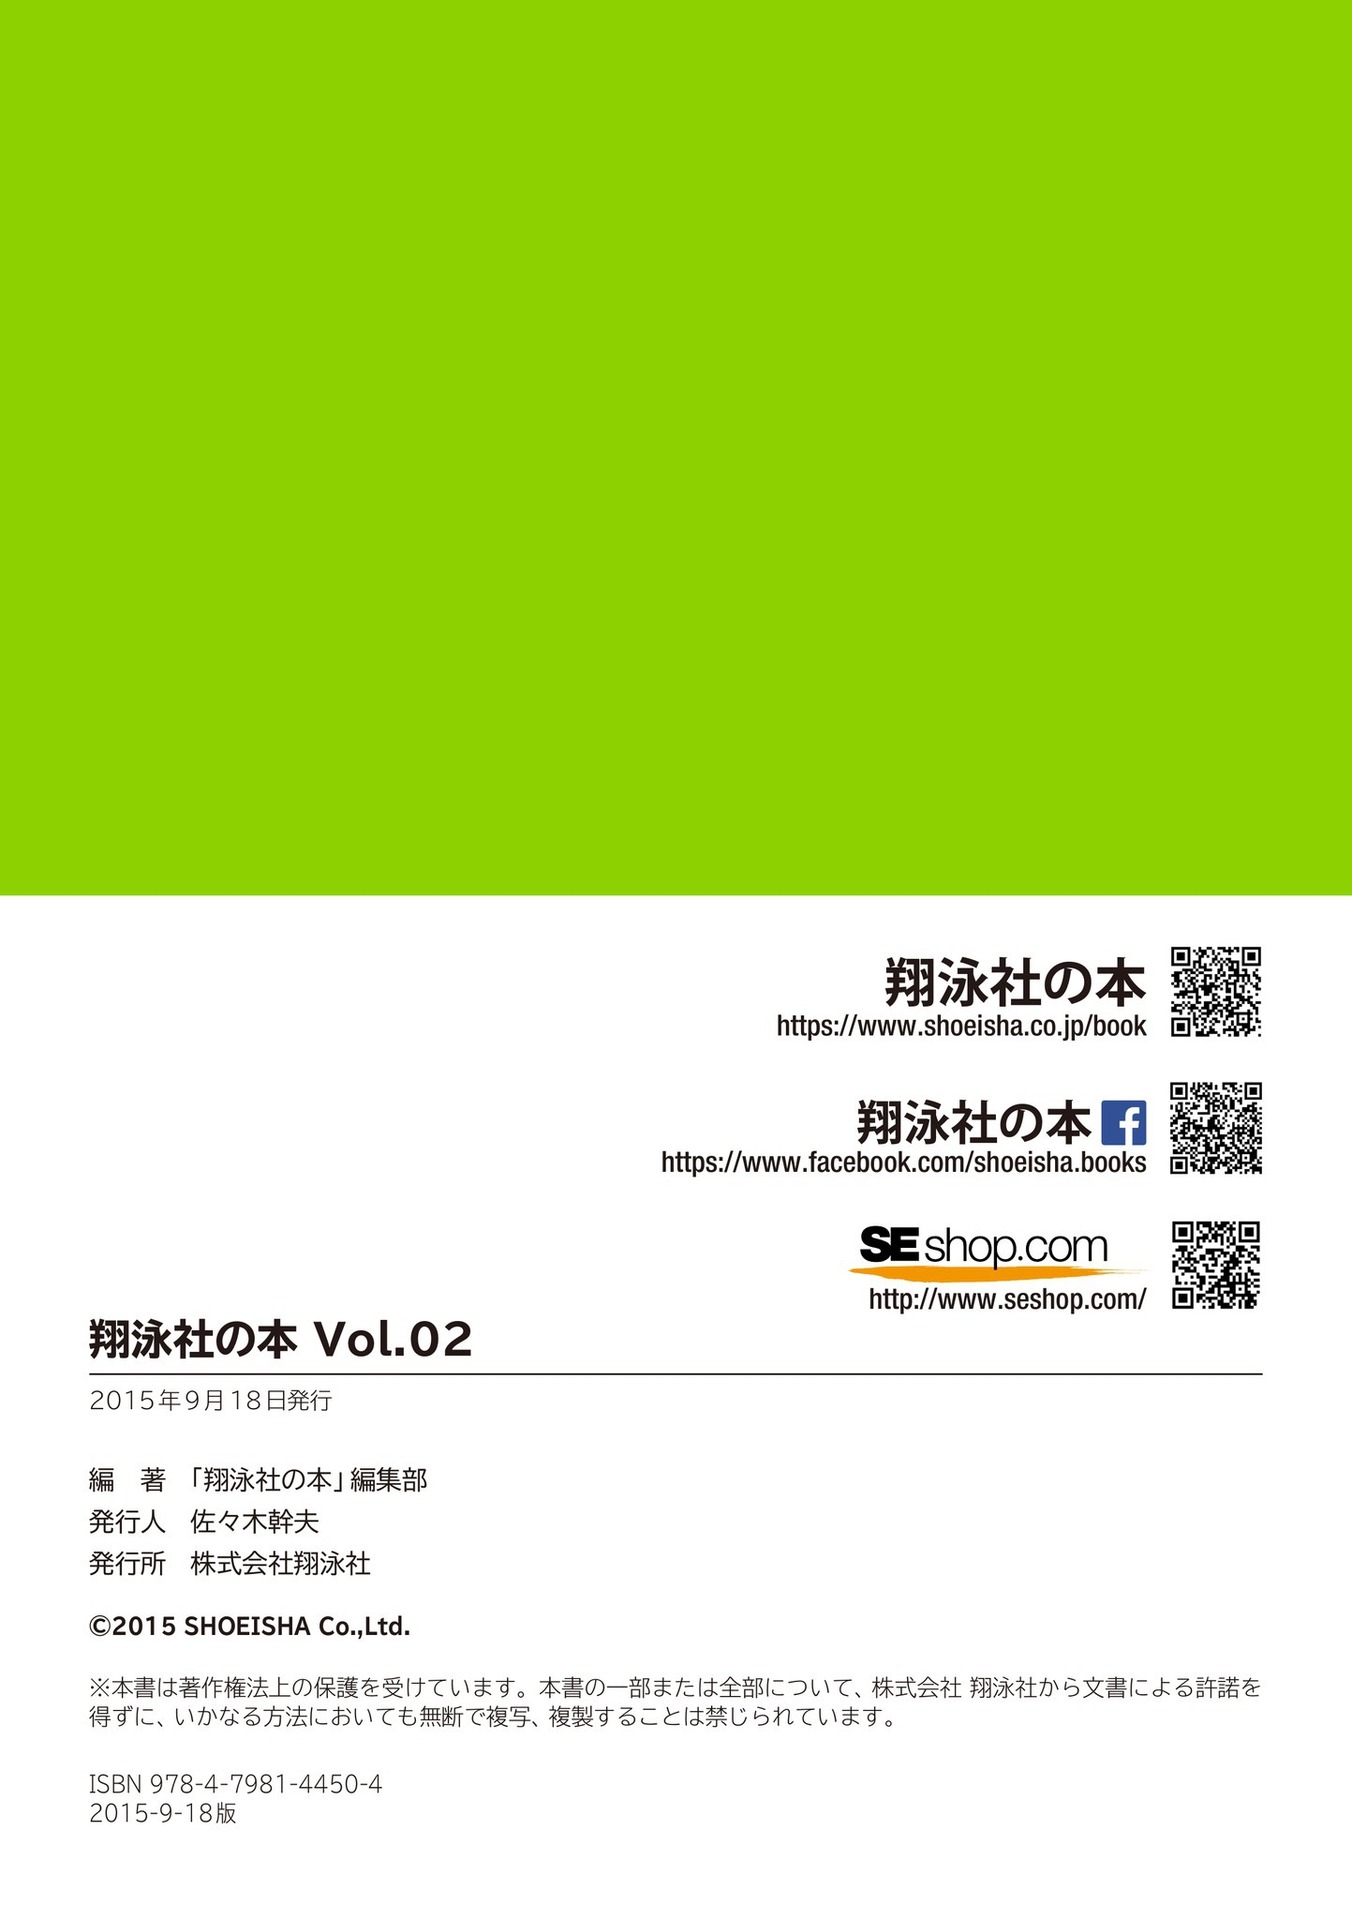 翔泳社の本
https://www.shoeisha.co.jp/book
翔泳社の本 f
https://www.facebook.com/shoeisha.books
SEshop.com
http://www.seshop.com/
翔泳社の本 Vol.02
2015年9月18日発行
編　著　「翔泳社の本」編集部
発行人　佐々木幹夫
発行所　株式会社翔泳社
©2015 SHOEISHA Co.,Ltd.
※本書は著作権法上の保護を受けています。本書の一部または全部について、株式会社 翔泳社から文書による許諾を
得ずに、いかなる方法においても無断で複写、複製することは禁じられています。
ISBN 978-4-7981-4450-4
2015-9-18版